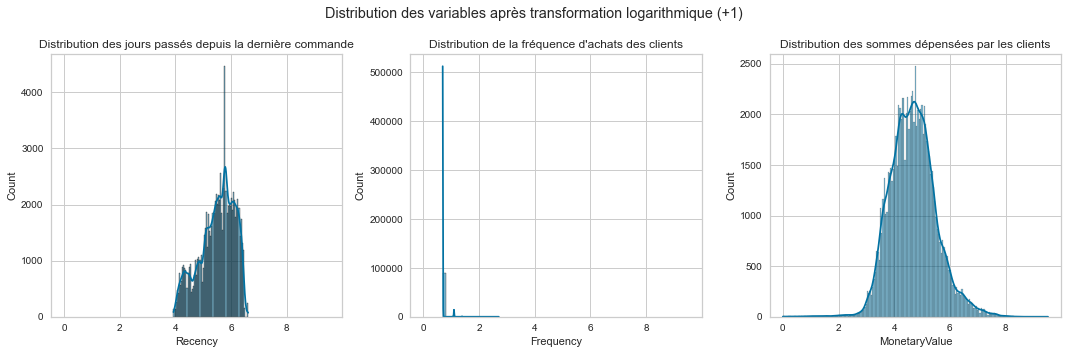 Distribution des variables après transformation logarithmique (+1)
Distribution des jours passés depuis la dernière commande
Count
4000
3000
2000
1000
0
0 2 4 6 8
Recency
Distribution de la fréquence d'achats des clients
Count
500000
400000
300000
200000
100000
0
0 2 4 6 8
Frequency
Distribution des sommes dépensées par les clients
Count
2500
2000
1500
1000
500
0
0 2 4 6 8
MonetaryValue